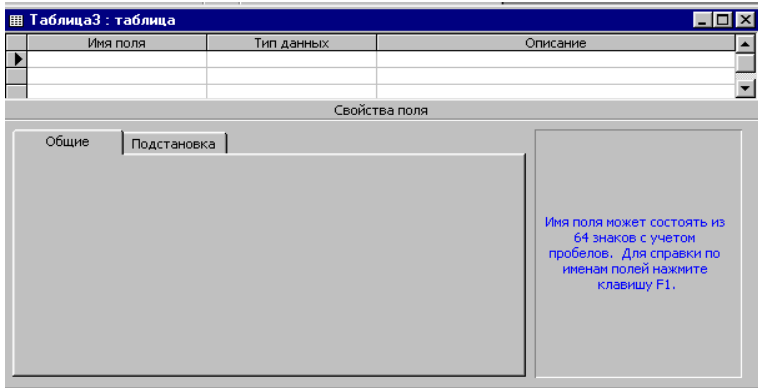 Таблица3 : таблица
Имя поля Тип данных Описание
Свойства поля
Общие Подстановка
Имя поля может состоять из
64 знаков с учетом
пробелов. Для справки по
именам полей нажмите
клавишу F1.